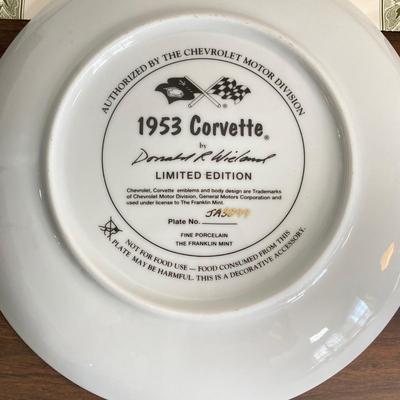 AUTHORIZED BY THE CHEVROLET MOTOR DIVISION
1953 Corvette®
by
Donald R. Wieland
LIMITED EDITION
Chevrolet, Corvette emblems and body design are Trademarks
of Chevrolet Motor Division, General Motors Corporation and
used under license to The Franklin Mint.
Plate No.
FINE PORCELAIN
THE FRANKLIN MINT
NOT FOR FOOD USE — FOOD CONSUMED FROM THIS
PLATE MAY BE HARMFUL. THIS IS A DECORATIVE ACCESSORY.